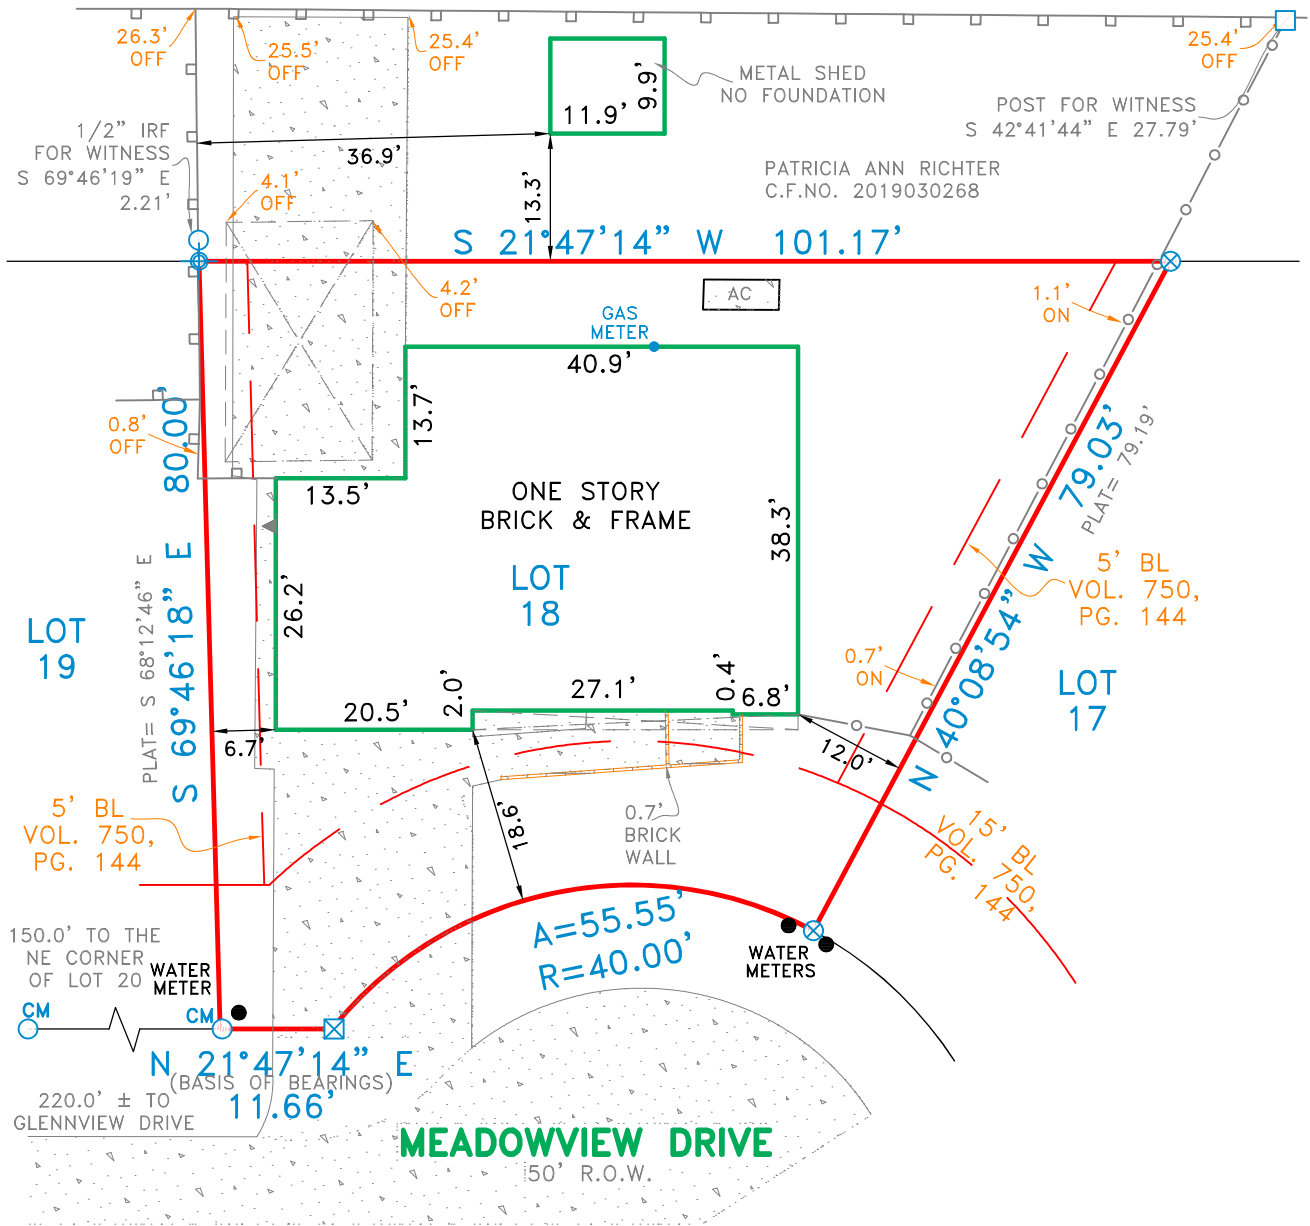 26.3'
OFF
25.5'
OFF
25.4'
OFF
9.9'
11.9'
METAL SHED
NO FOUNDATION
25.4'
OFF
POST FOR WITNESS
S 42°41'44" E 27.79'
1/2" IRF
FOR WITNESS
S 69°46'19" E
2.21'
36.9'
13.3'
PATRICIA ANN RICHTER
C.F.NO. 2019030268
4.1'
OFF
S 21°47'14" W 101.17'
4.2'
OFF
AC
1.1'
ON
GAS
METER
40.9'
13.7'
0.8'
OFF
13.5'
ONE STORY
BRICK & FRAME
38.3'
79.03'
PLAT= 79.19'
N 40°08'54" W
5' BL
VOL. 750,
PG. 144
LOT
18
26.2'
S 69°46'18" E 80.00'
PLAT= S 68°12'46" E
LOT
19
0.7'
ON
LOT
17
20.5'
2.0'
27.1'
0.4'
6.8'
6.7'
12.0'
18.6'
5' BL
VOL. 750,
PG. 144
0.7'
BRICK
WALL
15' BL
VOL. 750,
PG. 144
A=55.55'
R=40.00'
WATER
METERS
150.0' TO THE
NE CORNER
OF LOT 20
WATER
METER
CM
CM
N 21°47'14" E
(BASIS OF BEARINGS)
11.66'
220.0' ± TO
GLENNVIEW DRIVE
MEADOWVIEW DRIVE
50' R.O.W.